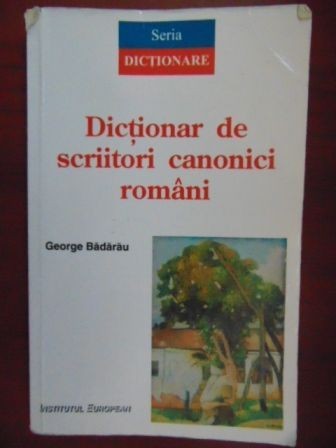 Seria
DICTIONARE
Dicționar de
scriitori canonici
români
George Bădărău
INSTITUTUL EUROPEAN